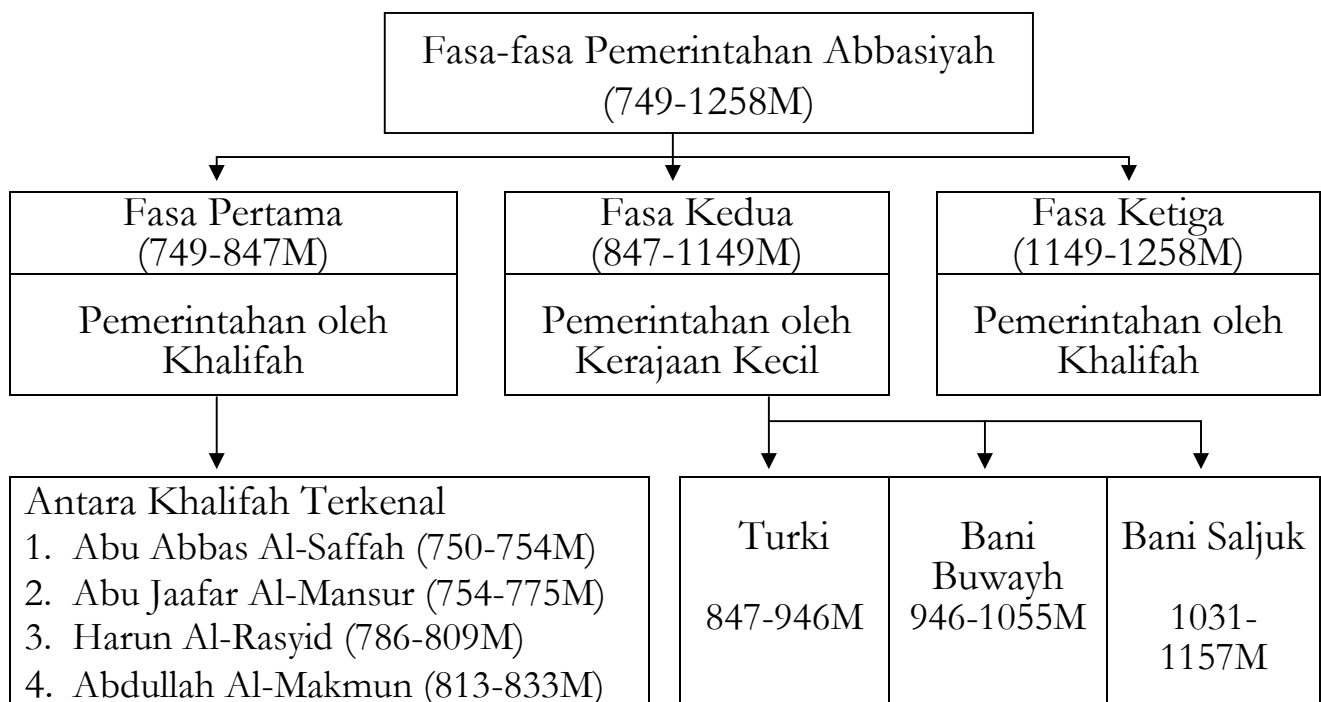 Fasa-fasa Pemerintahan Abbasiyah
(749-1258M)
Fasa Pertama
(749-847M)
Pemerintahan oleh
Khalifah
Fasa Kedua
(847-1149M)
Pemerintahan oleh
Kerajaan Kecil
Fasa Ketiga
(1149-1258M)
Pemerintahan oleh
Khalifah
Antara Khalifah Terkenal
1. Abu Abbas Al-Saffah (750-754M)
2. Abu Jaafar Al-Mansur (754-775M)
3. Harun Al-Rasyid (786-809M)
4. Abdullah Al-Makmun (813-833M)
Turki
847-946M
Bani
Buwayh
946-1055M
Bani Saljuk
1031-
1157M